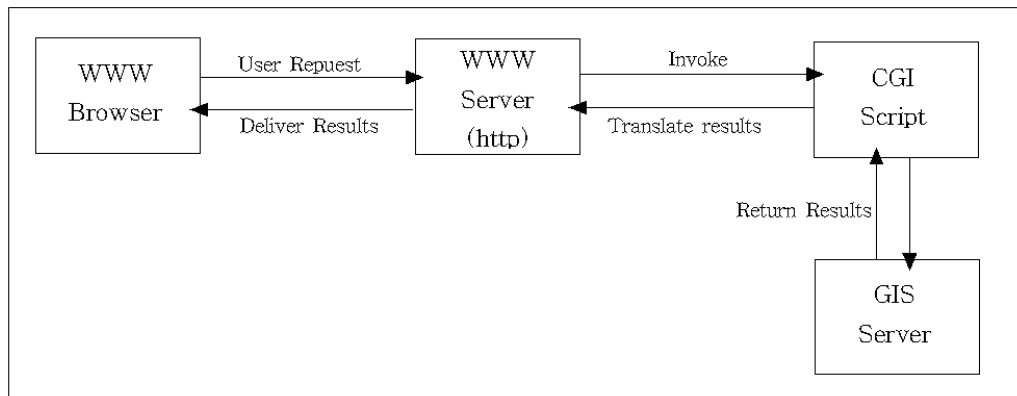 WWW
Browser
User Repuest
Deliver Results
WWW
Server
(http)
Invoke
Translate results
CGI
Script
Return Results
GIS
Server